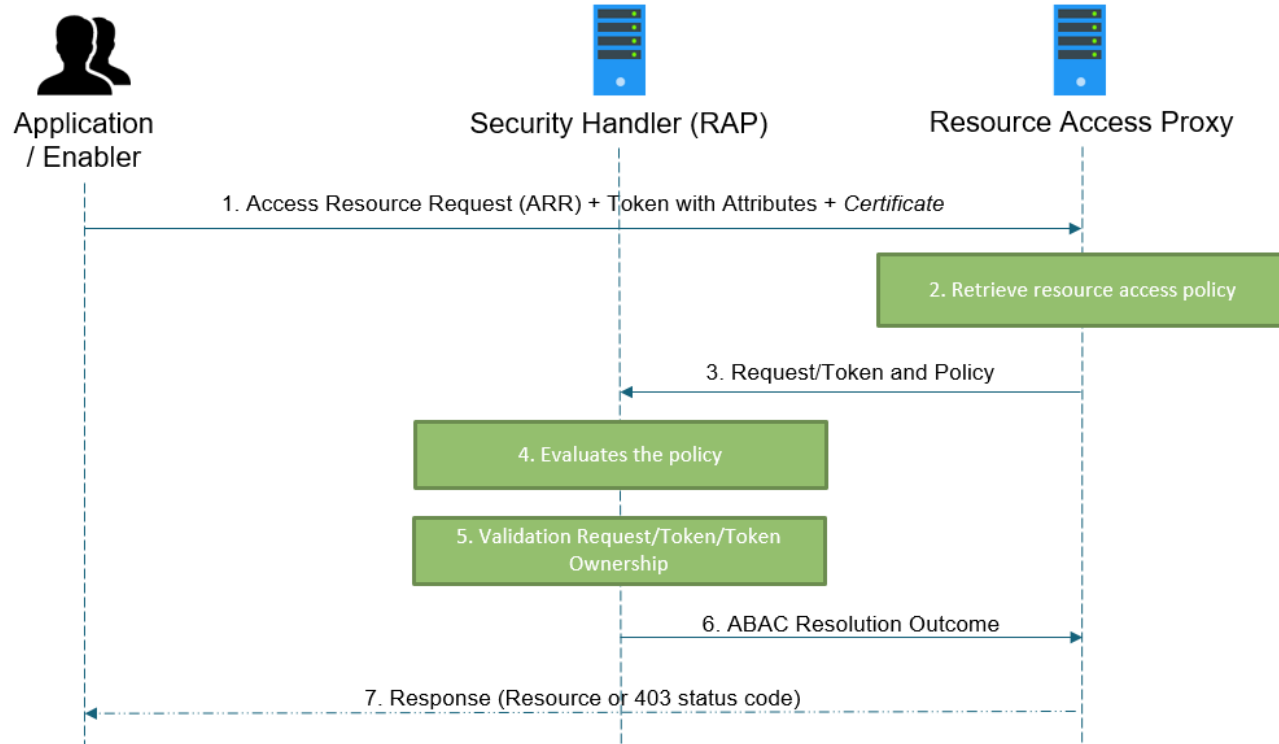 Application
/ Enabler
Security Handler (RAP)
Resource Access Proxy
1. Access Resource Request (ARR) + Token with Attributes + Certificate
2. Retrieve resource access policy
3. Request/Token and Policy
4. Evaluates the policy
5. Validation Request/Token/Token
Ownership
6. ABAC Resolution Outcome
7. Response (Resource or 403 status code)